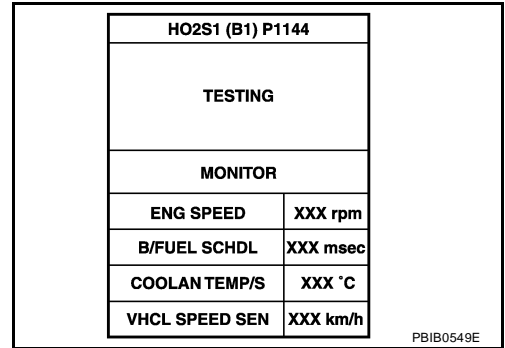 HO2S1 (B1) P1144
TESTING
MONITOR
ENG SPEED XXX rpm
B/FUEL SCHDL XXX msec
COOLAN TEMP/S XXX ˚C
VHCL SPEED SEN XXX km/h
PBIB0549E